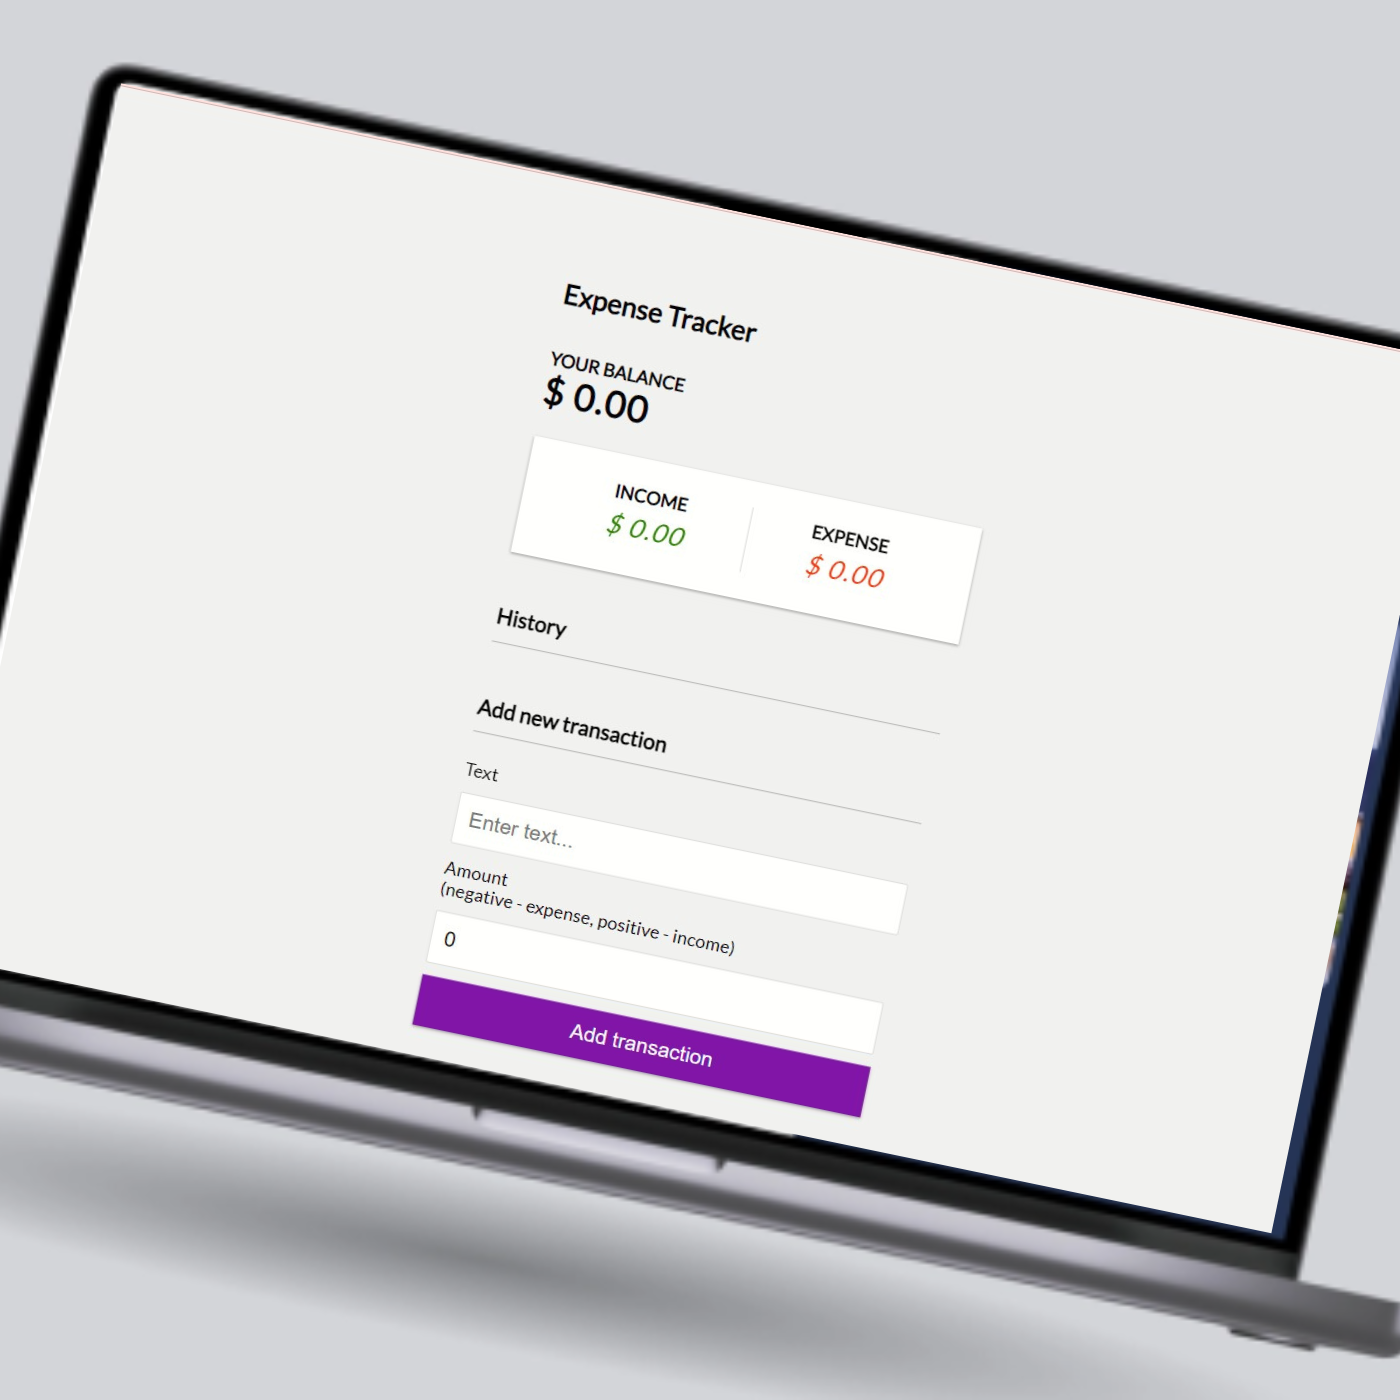 Expense Tracker
YOUR BALANCE
$ 0.00
INCOME
$ 0.00
EXPENSE
$ 0.00
History
Add new transaction
Text
Enter text...
Amount
(negative - expense, positive - income)
0
Add transaction